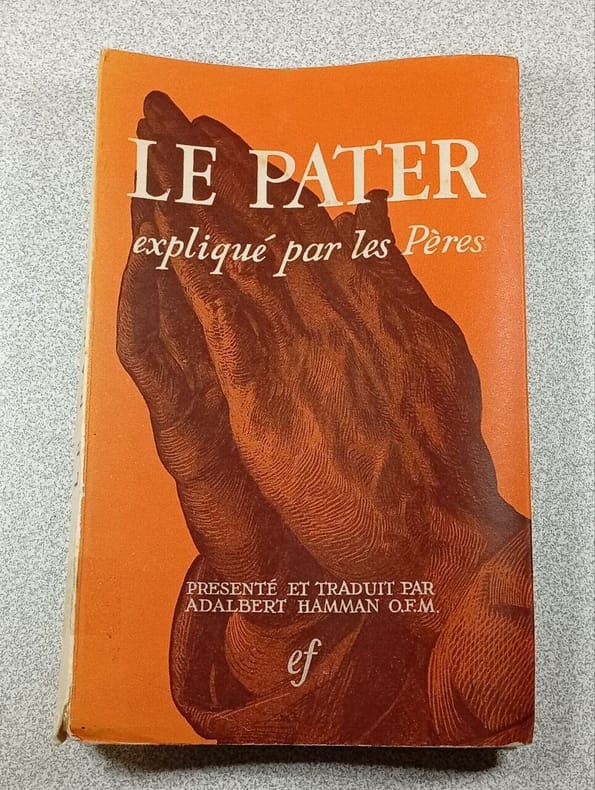 LE PATER
expliqué par les Pères
PRESENTÉ ET TRADUIT PAR
ADALBERT HAMMAN O.F.M.
ef